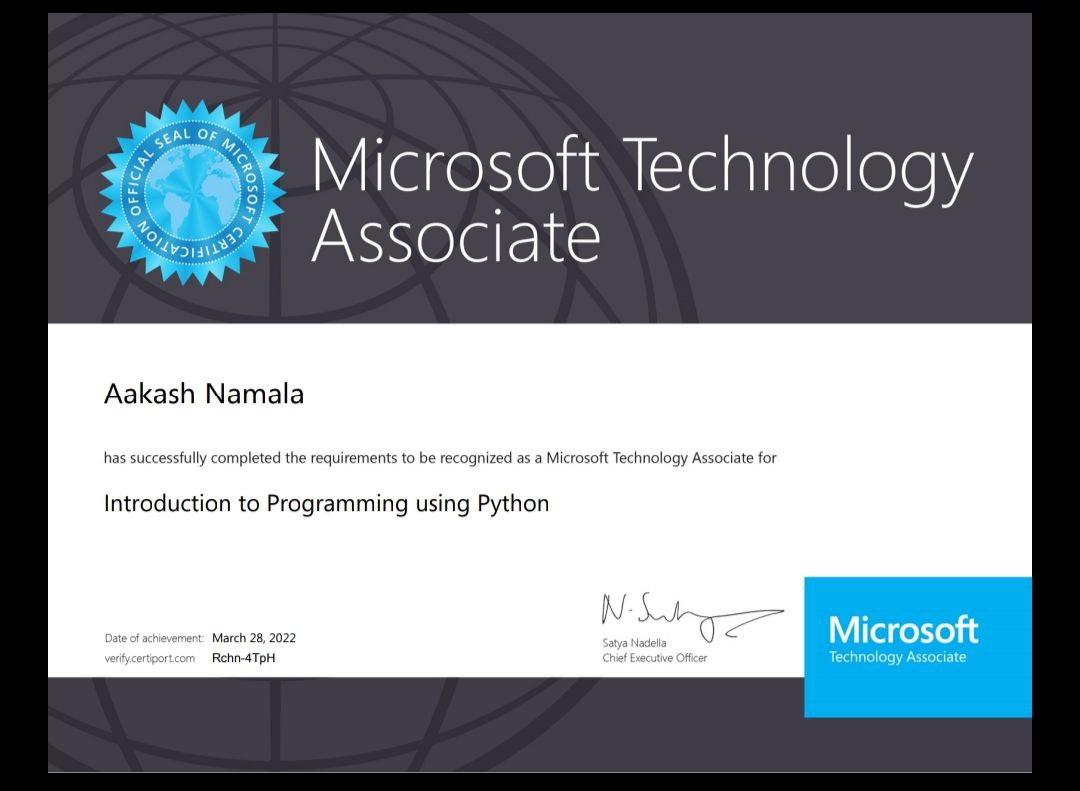 OFFICIAL SEAL OF MICROSOFT CERTIFICATION
Microsoft Technology
Associate
Aakash Namala
has successfully completed the requirements to be recognized as a Microsoft Technology Associate for
Introduction to Programming using Python
Date of achievement: March 28, 2022
verify.certiport.com Rchn-4TpH
N. Satya
Satya Nadella
Chief Executive Officer
Microsoft
Technology Associate